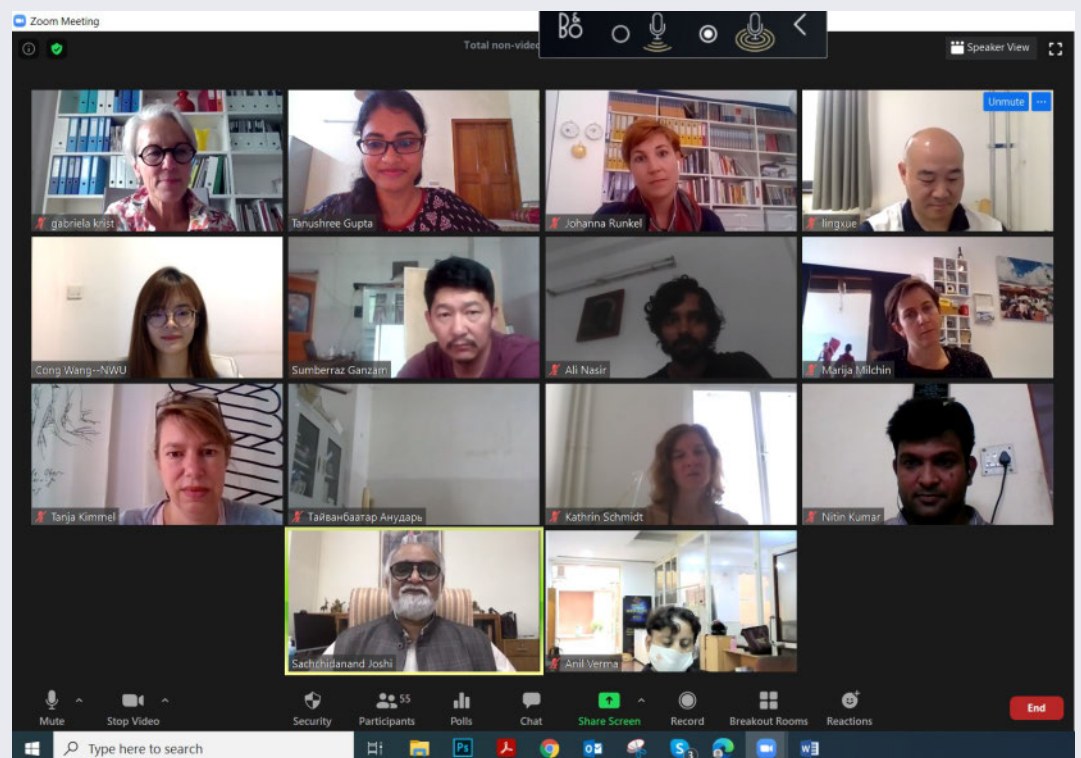 Zoom Meeting
B&O
Total non-video
Speaker View
Unmute
gabriela krist
Tanushree Gupta
Johanna Runkel
lingxue
Cong Wang--NWU
Sumberraz Ganzam
Ali Nasir
Marija Milchin
Tanja Kimmel
Тайванбаатар Анударь
Kathrin Schmidt
Nitin Kumar
Sachchidanand Joshi
Anil Verma
55
Mute
Stop Video
Security
Participants
Polls
Chat
Share Screen
Record
Breakout Rooms
Reactions
End
Type here to search
Ps